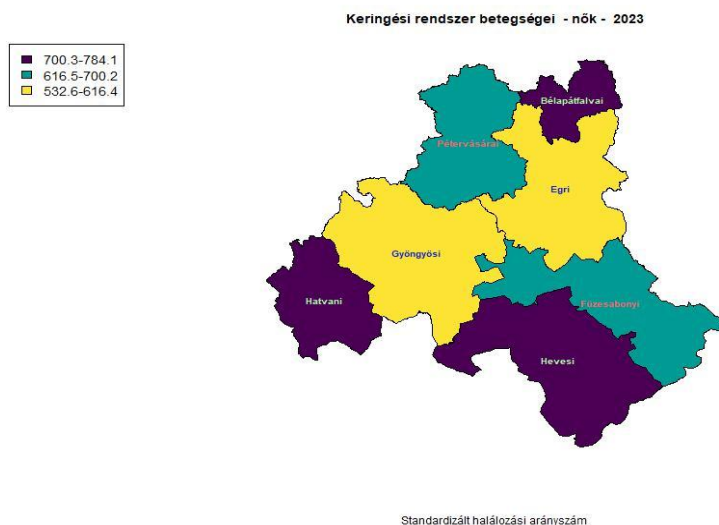 Keringési rendszer betegségei - nők - 2023
700.3-784.1
616.5-700.2
532.6-616.4
Bélapátfalvai
Pétervásárai
Egri
Gyöngyösi
Hatvani
Füzesabonyi
Hevesi
Standardizált halálozási arányszám